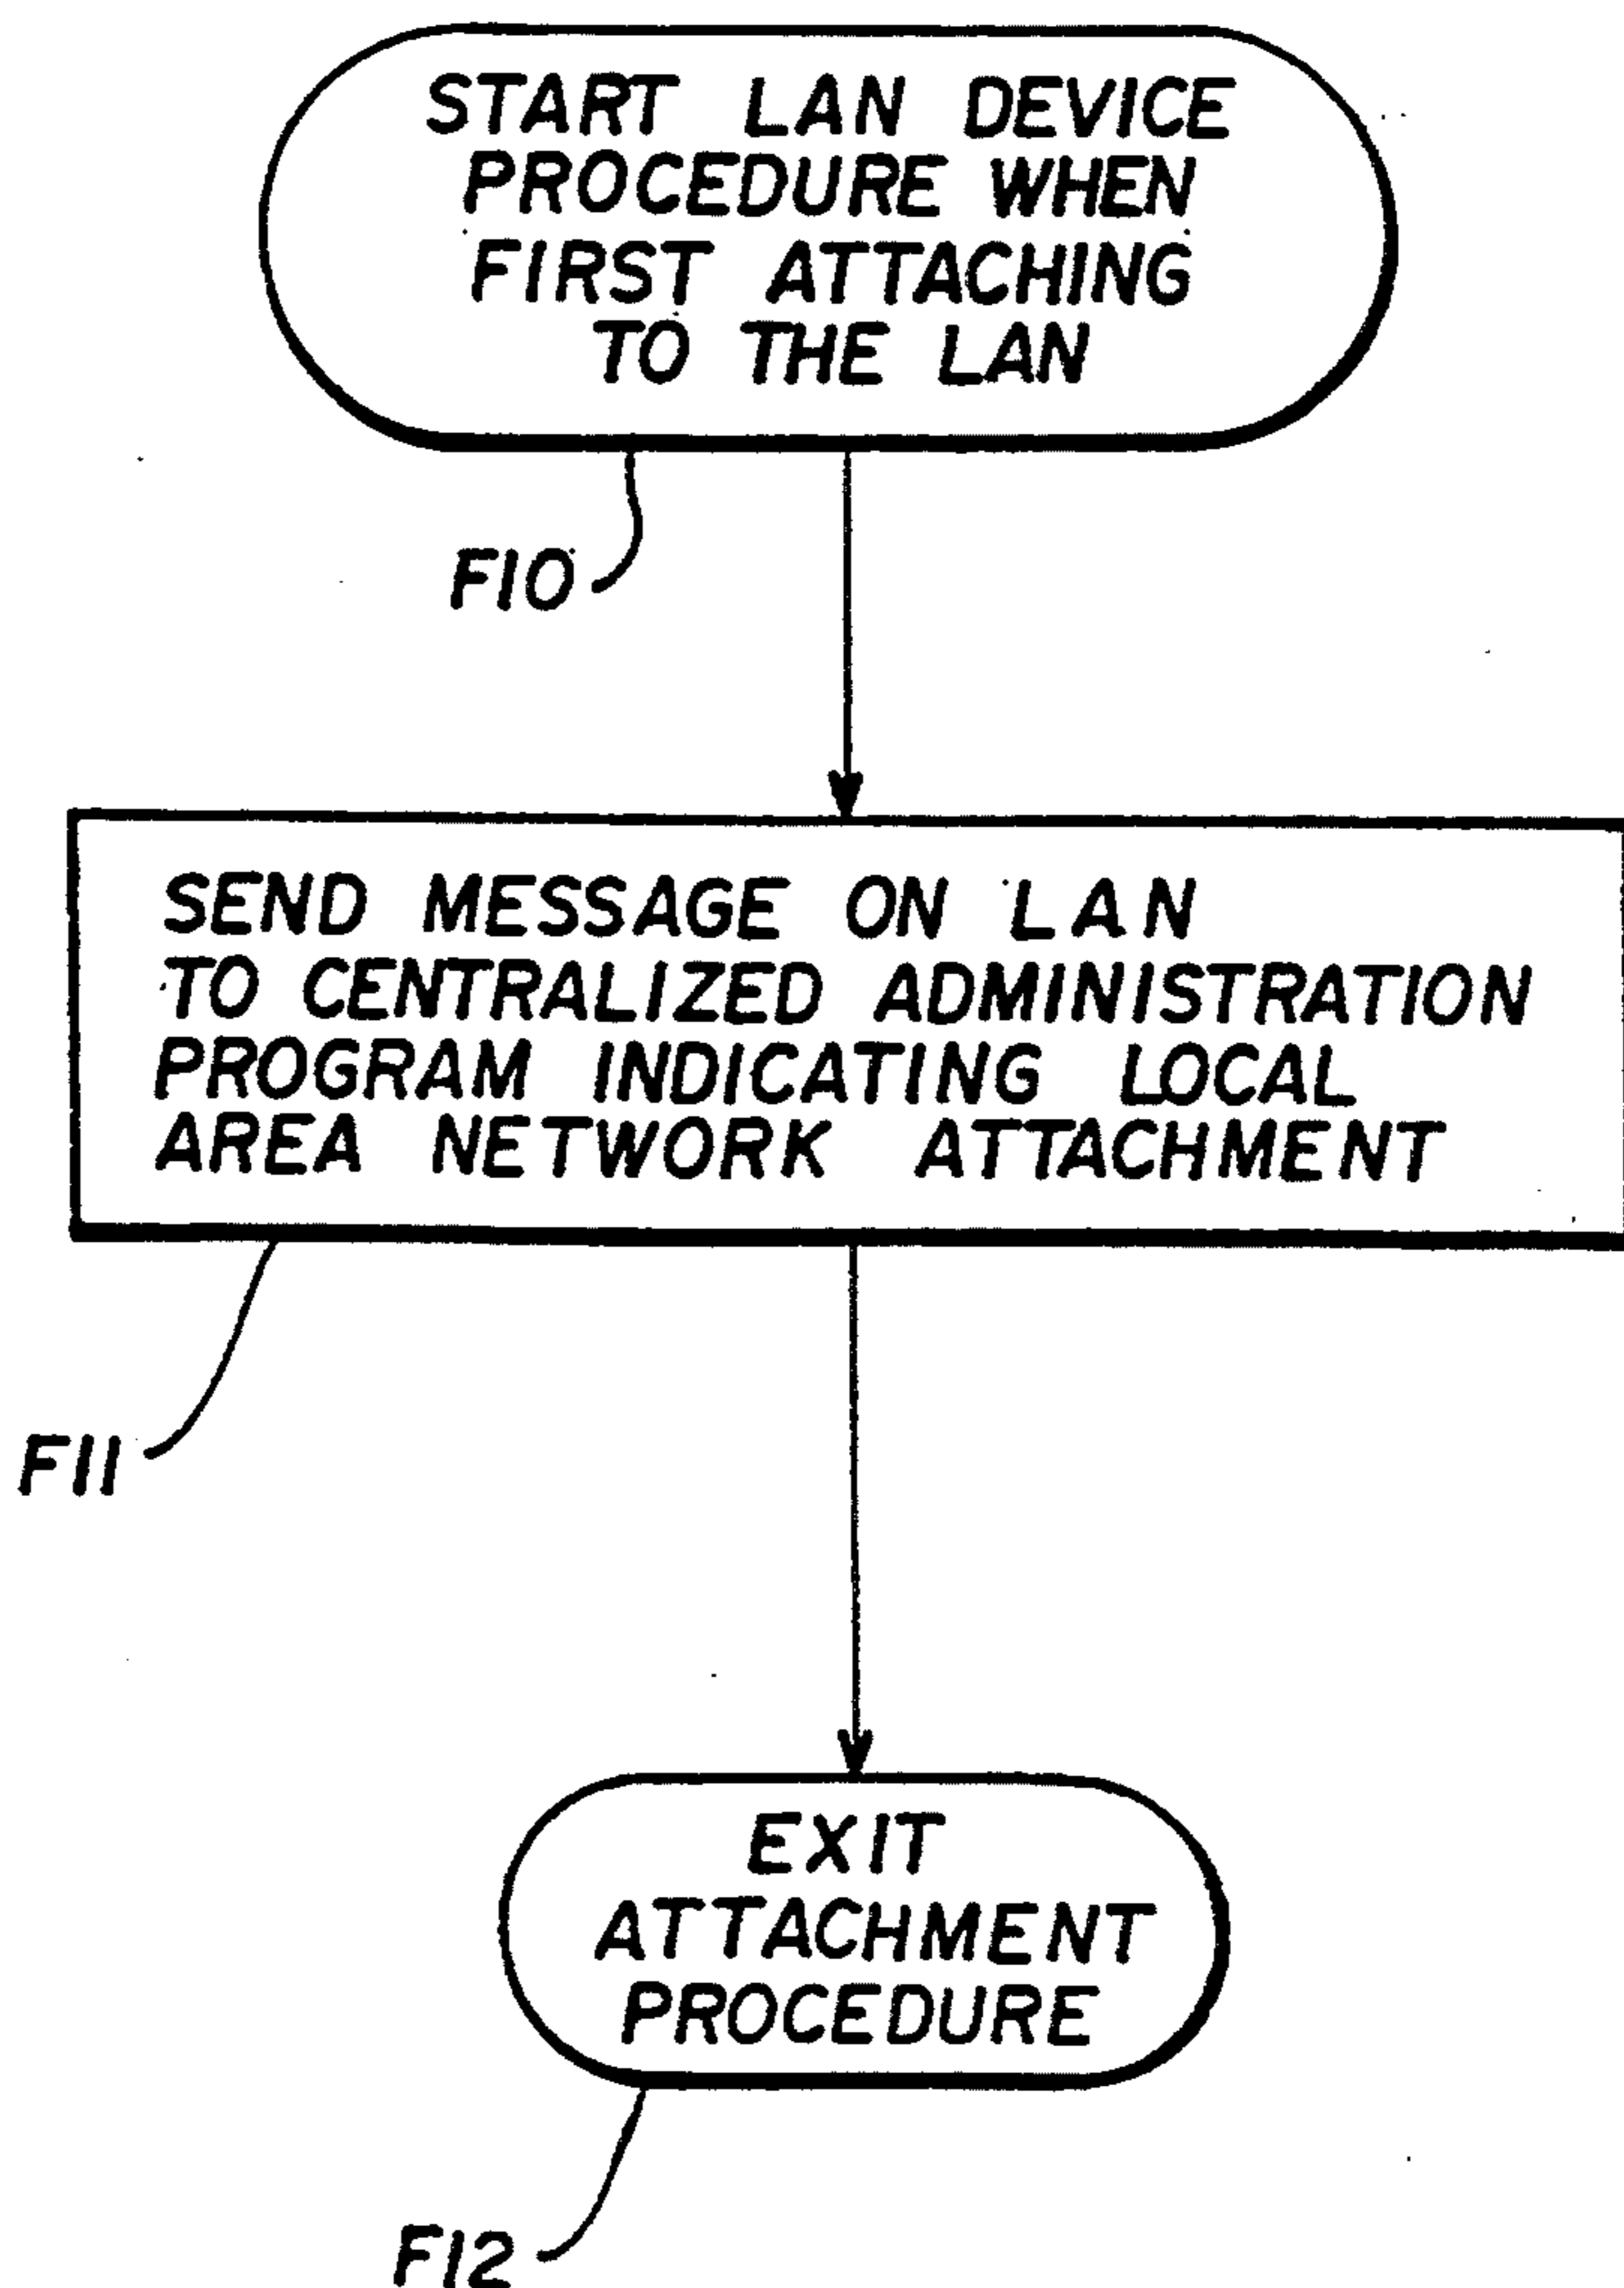 START LAN DEVICE
PROCEDURE WHEN
FIRST ATTACHING
TO THE LAN
F10
SEND MESSAGE ON LAN
TO CENTRALIZED ADMINISTRATION
PROGRAM INDICATING LOCAL
AREA NETWORK ATTACHMENT
F11
EXIT
ATTACHMENT
PROCEDURE
F12